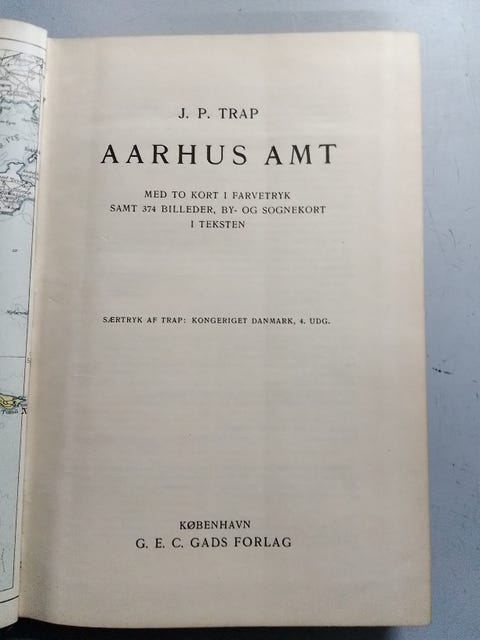 J. P. TRAP
AARHUS AMT
MED TO KORT I FARVETRYK
SAMT 374 BILLEDER, BY- OG SOGNEKORT
I TEKSTEN
SÆRTRYK AF TRAP: KONGERIGET DANMARK, 4. UDG.
KØBENHAVN
G. E. C. GADS FORLAG